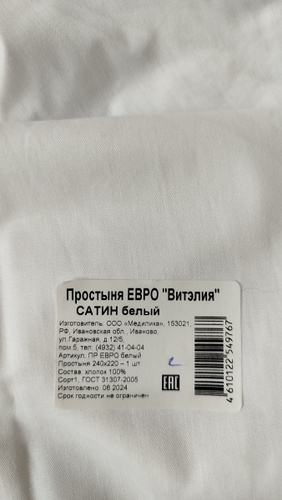 Простыня ЕВРО "Витэлия"
САТИН белый
Изготовитель: ООО «Медилика», 153021,
РФ, Ивановская обл., Иваново,
ул.Гаражная, д.12/5,
пом.5, тел: (4932) 41-04-04
Артикул: ПР ЕВРО белый
Простыня 240х220 – 1 шт
Состав: хлопок 100%
Сорт1, ГОСТ 31307-2005
Изготовлено: 08.2024
Срок годности не ограничен
EAC
4610122549767